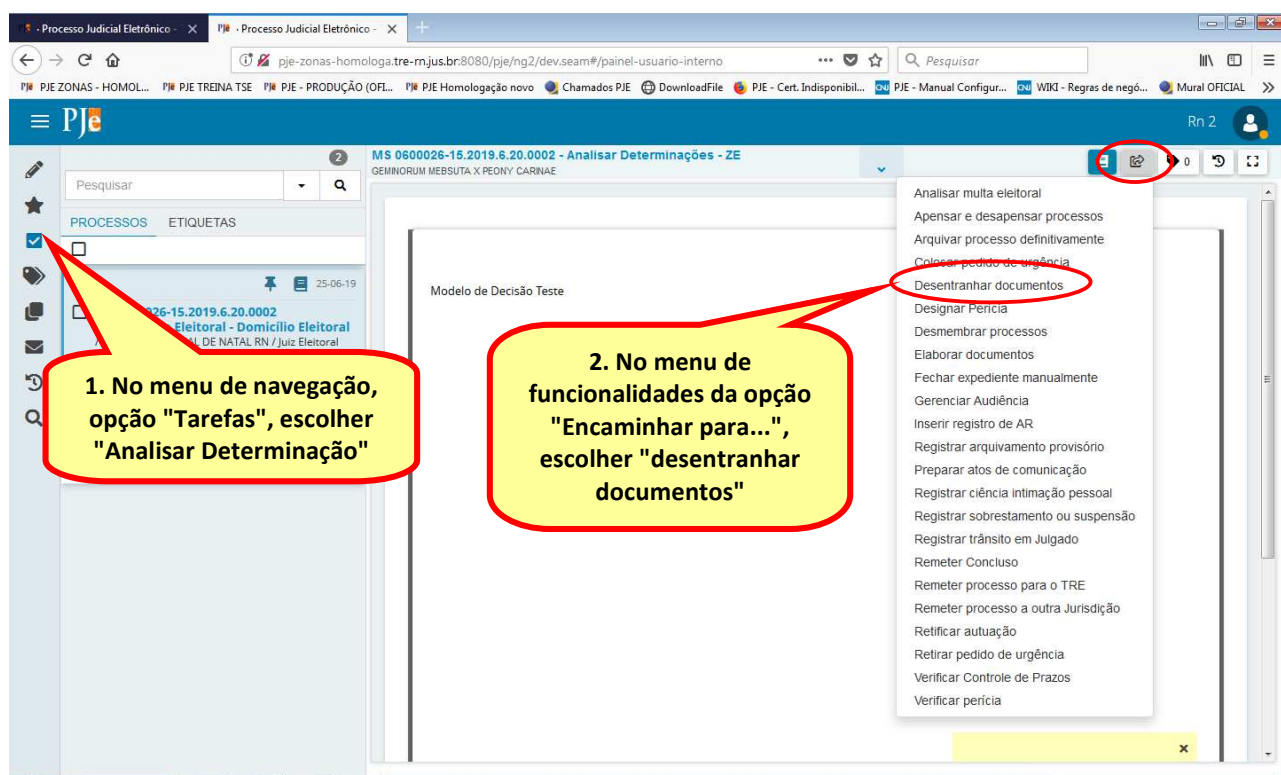 - Processo Judicial Eletrônico -
PJe - Processo Judicial Eletrônico -
pje-zonas-homologa.tre-rn.jus.br:8080/pje/ng2/dev.seam#/painel-usuario-interno
Pesquisar
PJe PJE ZONAS - HOMOL... PJe PJE TREINA TSE PJe PJE - PRODUÇÃO (OFI... PJe PJE Homologação novo Chamados PJE DownloadFile PJE - Cert. Indisponibil... CNJ PJE - Manual Configur... CNJ WIKI - Regras de negó... Mural OFICIAL
PJe
Rn 2
2
MS 0600026-15.2019.6.20.0002 - Analisar Determinações - ZE
GEMINORUM MEBSUTA X PEONY CARINAE
0
Pesquisar
PROCESSOS ETIQUETAS
25-06-19
26-15.2019.6.20.0002
Eleitoral - Domicílio Eleitoral
DE NATAL RN / Juiz Eleitoral
1. No menu de navegação,
opção "Tarefas", escolher
"Analisar Determinação"
Modelo de Decisão Teste
2. No menu de
funcionalidades da opção
"Encaminhar para...",
escolher "desentranhar
documentos"
Analisar multa eleitoral
Apensar e desapensar processos
Arquivar processo definitivamente
Colocar pedido de urgência
Desentranhar documentos
Designar Perícia
Desmembrar processos
Elaborar documentos
Fechar expediente manualmente
Gerenciar Audiência
Inserir registro de AR
Registrar arquivamento provisório
Preparar atos de comunicação
Registrar ciência intimação pessoal
Registrar sobrestamento ou suspensão
Registrar trânsito em Julgado
Remeter Concluso
Remeter processo para o TRE
Remeter processo a outra Jurisdição
Retificar autuação
Retirar pedido de urgência
Verificar Controle de Prazos
Verificar perícia